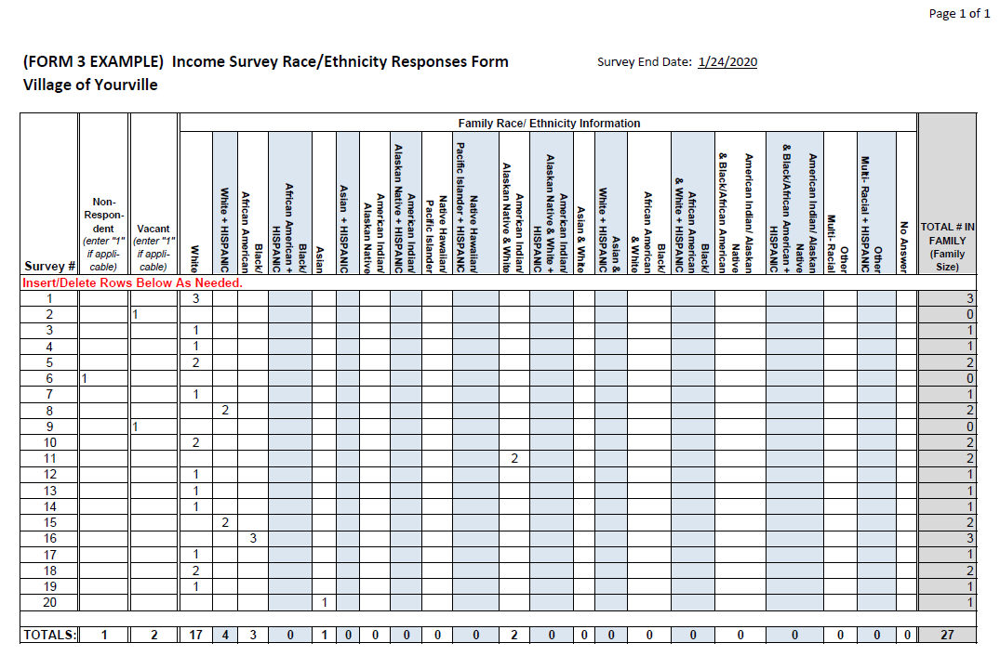 Page 1 of 1
(FORM 3 EXAMPLE) Income Survey Race/Ethnicity Responses Form
Survey End Date: 1/24/2020
Village of Yourville
Family Race/ Ethnicity Information
Survey #
Non-
Respon-
dent
(enter "1"
if appli-
cable)
Vacant
(enter "1"
if appli-
cable)
White
White + HISPANIC
Black/
African American
Black/
African American +
HISPANIC
Asian
Asian + HISPANIC
American Indian/
Alaskan Native
American Indian/
Alaskan Native + HISPANIC
Native Hawaiian/
Pacific Islander
Native Hawaiian/
Pacific Islander + HISPANIC
American Indian/
Alaskan Native & White
American Indian/
Alaskan Native & White +
HISPANIC
Asian & White
Asian &
White + HISPANIC
Black/
African American
& White
Black/
African American
& White + HISPANIC
American Indian/ Alaskan
Native
& Black/African American
American Indian/ Alaskan
Native
& Black/African American +
HISPANIC
Other
Multi- Racial
Other
Multi- Racial + HISPANIC
No Answer
TOTAL # IN
FAMILY
(Family
Size)
Insert/Delete Rows Below As Needed.
1 3 3
2 1 0
3 1 1
4 1 1
5 2 2
6 1 0
7 1 1
8 2 2
9 1 0
10 2 2
11 2 2
12 1 1
13 1 1
14 1 1
15 2 2
16 3 3
17 1 1
18 2 2
19 1 1
20 1 1
TOTALS: 1 2 17 4 3 0 1 0 0 0 0 0 2 0 0 0 0 0 0 0 0 0 0 27